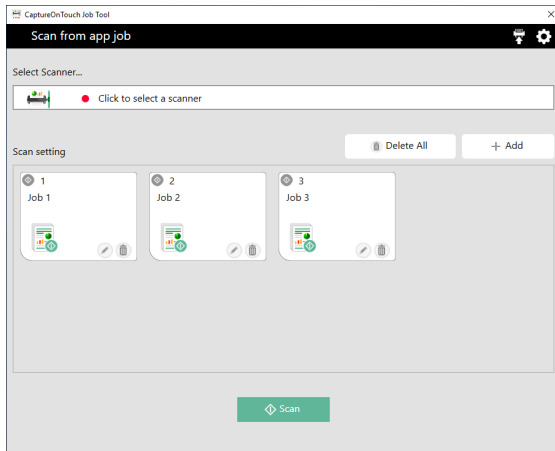 CaptureOnTouch Job Tool
Scan from app job
Select Scanner...
Click to select a scanner
Scan setting
Delete All
Add
1
Job 1
2
Job 2
3
Job 3
Scan